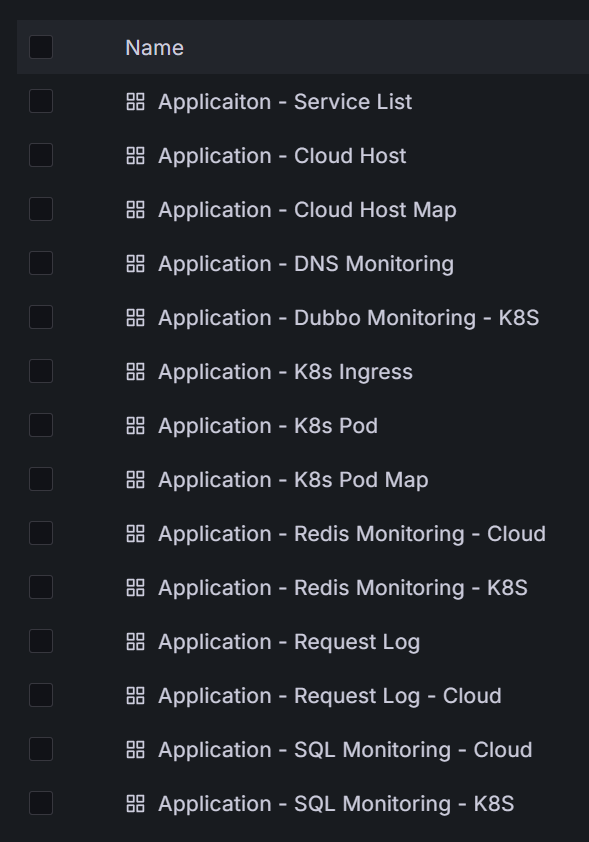 Name
Applicaiton - Service List
Application - Cloud Host
Application - Cloud Host Map
Application - DNS Monitoring
Application - Dubbo Monitoring - K8S
Application - K8s Ingress
Application - K8s Pod
Application - K8s Pod Map
Application - Redis Monitoring - Cloud
Application - Redis Monitoring - K8S
Application - Request Log
Application - Request Log - Cloud
Application - SQL Monitoring - Cloud
Application - SQL Monitoring - K8S